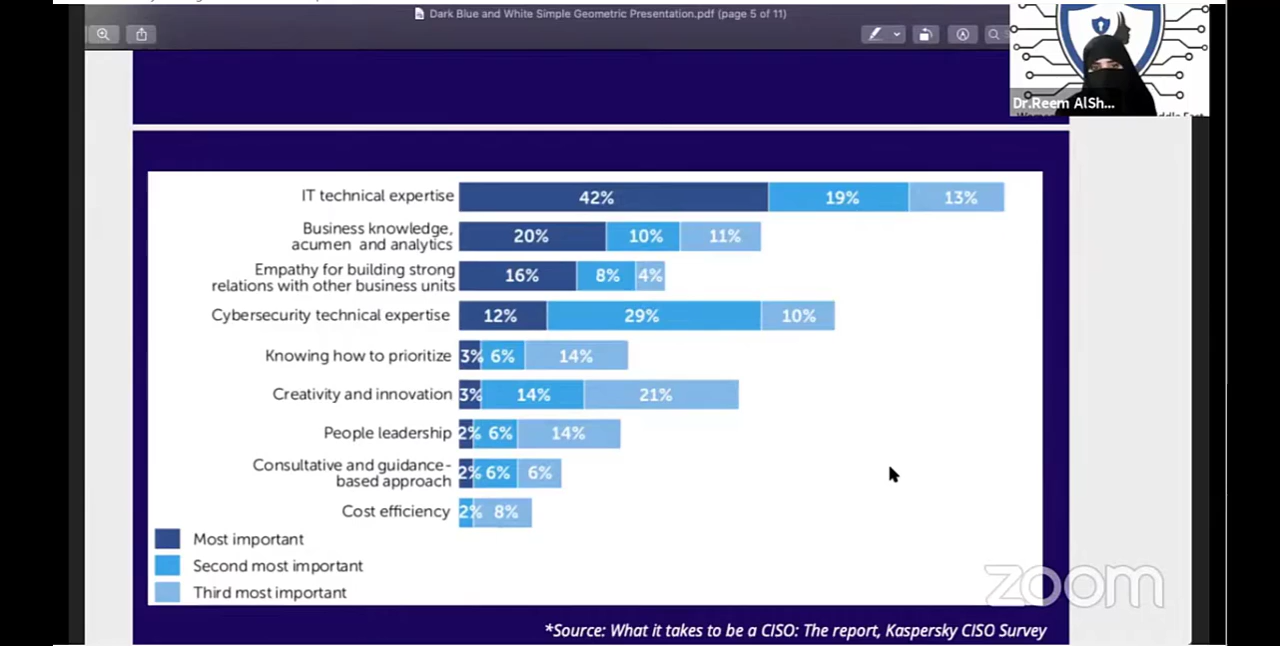 Dark Blue and White Simple Geometric Presentation.pdf (page 5 of 11)
Dr.Reem AlSh...
IT technical expertise 42% 19% 13%
Business knowledge,
acumen and analytics 20% 10% 11%
Empathy for building strong
relations with other business units 16% 8% 4%
Cybersecurity technical expertise 12% 29% 10%
Knowing how to prioritize 3% 6% 14%
Creativity and innovation 3% 14% 21%
People leadership 2% 6% 14%
Consultative and guidance-
based approach 2% 6% 6%
Cost efficiency 2% 8%
Most important
Second most important
Third most important
zoom
*Source: What it takes to be a CISO: The report, Kaspersky CISO Survey